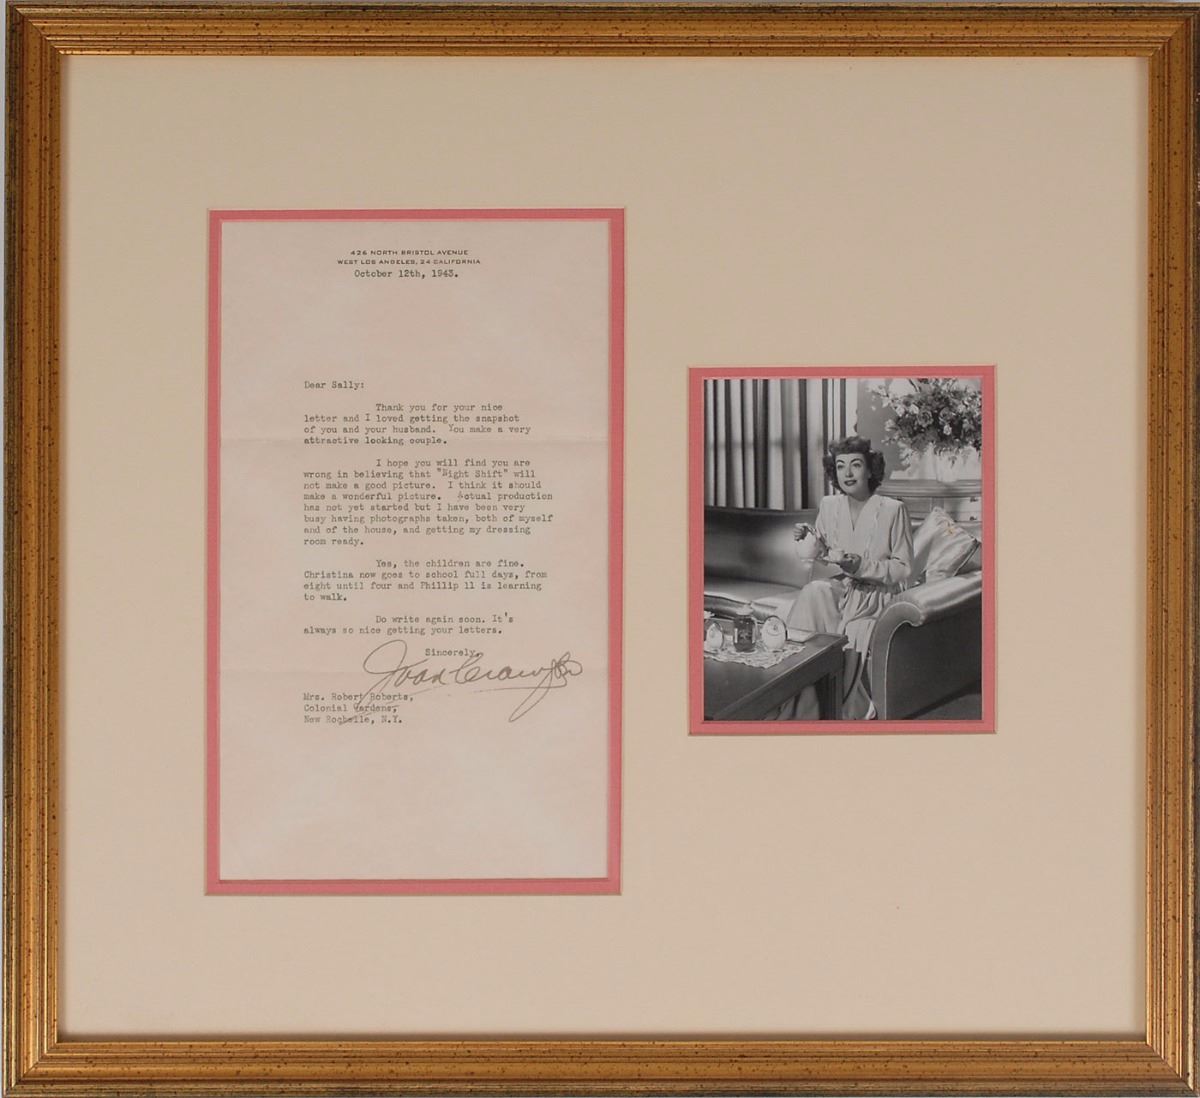 426 NORTH BRISTOL AVENUE
WEST LOS ANGELES, 24 CALIFORNIA
October 12th, 1943.
Dear Sally:
Thank you for your nice
letter and I loved getting the snapshot
of you and your husband. You make a very
attractive looking couple.
I hope you will find you are
wrong in believing that "Night Shift" will
not make a good picture. I think it should
make a wonderful picture. Actual production
has not yet started but I have been very
busy having photographs taken, both of myself
and of the house, and getting my dressing
room ready.
Yes, the children are fine.
Christina now goes to school full days, from
eight until four and Phillip 11 is learning
to walk.
Do write again soon. It's
always so nice getting your letters.
Sincerely,
Joan Crawford
Mrs. Robert Roberts,
Colonial Gardens,
New Rochelle, N.Y.